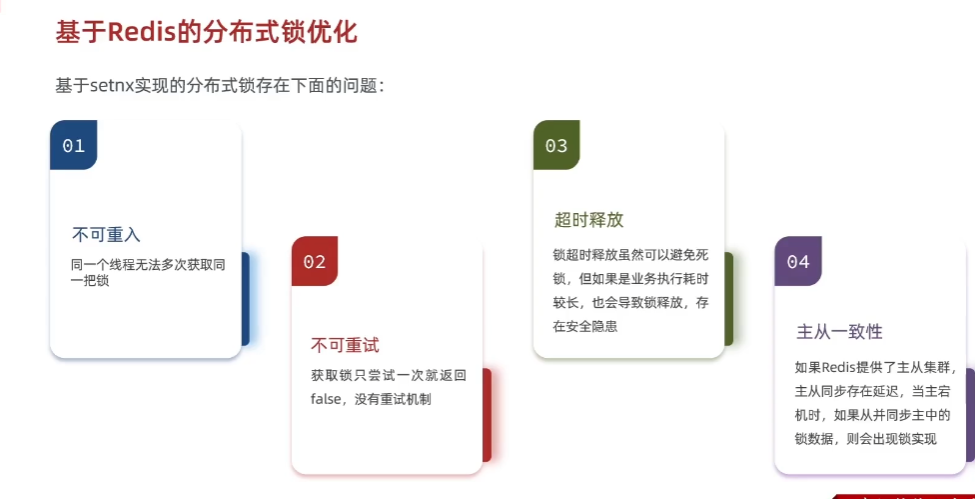 基于Redis的分布式锁优化
基于setnx实现的分布式锁存在下面的问题：
01
不可重入
同一个线程无法多次获取同
一把锁
02
不可重试
获取锁只尝试一次就返回
false，没有重试机制
03
超时释放
锁超时释放虽然可以避免死
锁，但如果是业务执行耗时
较长，也会导致锁释放，存
在安全隐患
04
主从一致性
如果Redis提供了主从集群，
主从同步存在延迟，当主宕
机时，如果从并同步主中的
锁数据，则会出现锁实现